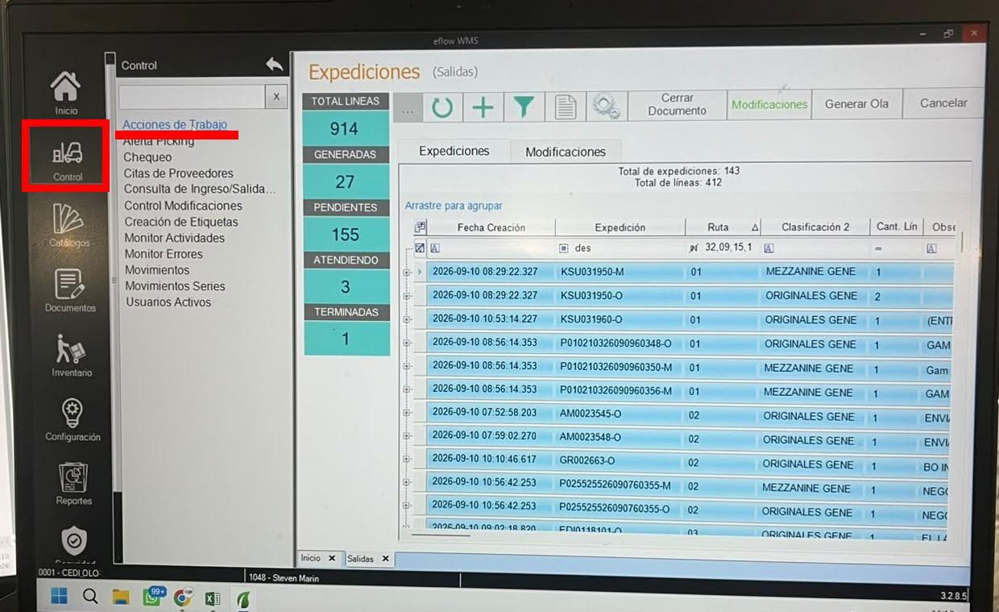 eflow WMS
Inicio
Control
Catálogos
Documentos
Inventario
Configuración
Reportes
Control
X
Acciones de Trabajo
Alerta Picking
Chequeo
Citas de Proveedores
Consulta de Ingreso/Salida...
Control Modificaciones
Creación de Etiquetas
Monitor Actividades
Monitor Errores
Movimientos
Movimientos Series
Usuarios Activos
Expediciones (Salidas)
TOTAL LINEAS
914
GENERADAS
27
PENDIENTES
155
ATENDIENDO
3
TERMINADAS
1
... Cerrar Documento Modificaciones Generar Ola Cancelar
Expediciones Modificaciones
Total de expediciones: 143
Total de líneas: 412
Arrastre para agrupar
Fecha Creación Expedición Ruta Clasificación 2 Cant. Lín Obse
des 32,09,15,1 =
2026-09-10 08:29:22.327 KSU031950-M 01 MEZZANINE GENE 1
2026-09-10 08:29:22.327 KSU031950-O 01 ORIGINALES GENE 2
2026-09-10 10:53:14.227 KSU031960-O 01 ORIGINALES GENE 1 (ENT
2026-09-10 08:56:14.353 P010210326090960348-O 01 ORIGINALES GENE 1 GAM
2026-09-10 08:56:14.353 P010210326090960350-M 01 MEZZANINE GENE 1 Gam
2026-09-10 08:56:14.353 P010210326090960356-M 01 MEZZANINE GENE 1 GAM
2026-09-10 07:52:58.203 AM0023545-O 02 ORIGINALES GENE 1 ENVI
2026-09-10 07:59:02.270 AM0023548-O 02 ORIGINALES GENE 1 ENVI
2026-09-10 10:10:46.617 GR002663-O 02 ORIGINALES GENE 1 BO IN
2026-09-10 10:56:42.253 P025525526090760355-M 02 MEZZANINE GENE 1 NEGO
2026-09-10 10:56:42.253 P025525526090760355-O 02 ORIGINALES GENE 1 NEGO
2026-09-10 09:02:18.820 EDI0118101-O 03 ORIGINALES GENE 1
Inicio X Salidas X
0001 - CEDI OLO
1048 - Steven Marin
3.2.8.5
99+